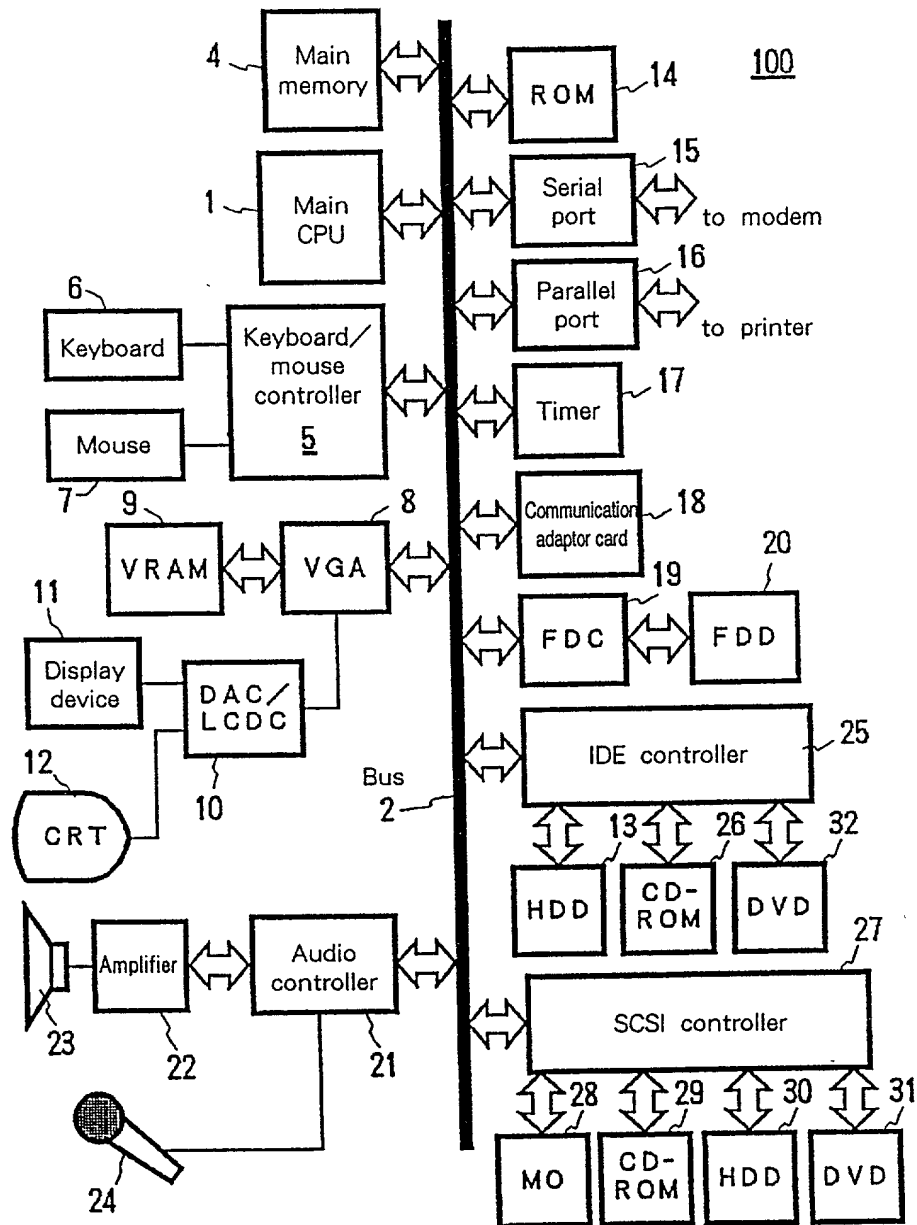 100
4
Main
memory
ROM
14
1
Main
CPU
15
Serial
port
to modem
16
Parallel
port
to printer
6
Keyboard
Keyboard/
mouse
controller
5
Mouse
7
17
Timer
18
Communication
adaptor card
9
VRAM
8
VGA
19
FDC
20
FDD
11
Display
device
DAC/
LCDC
10
12
CRT
Bus
2
IDE controller
25
13
HDD
26
CD-
ROM
32
DVD
23
Amplifier
22
Audio
controller
21
24
27
SCSI controller
28
MO
29
CD-
ROM
30
HDD
31
DVD